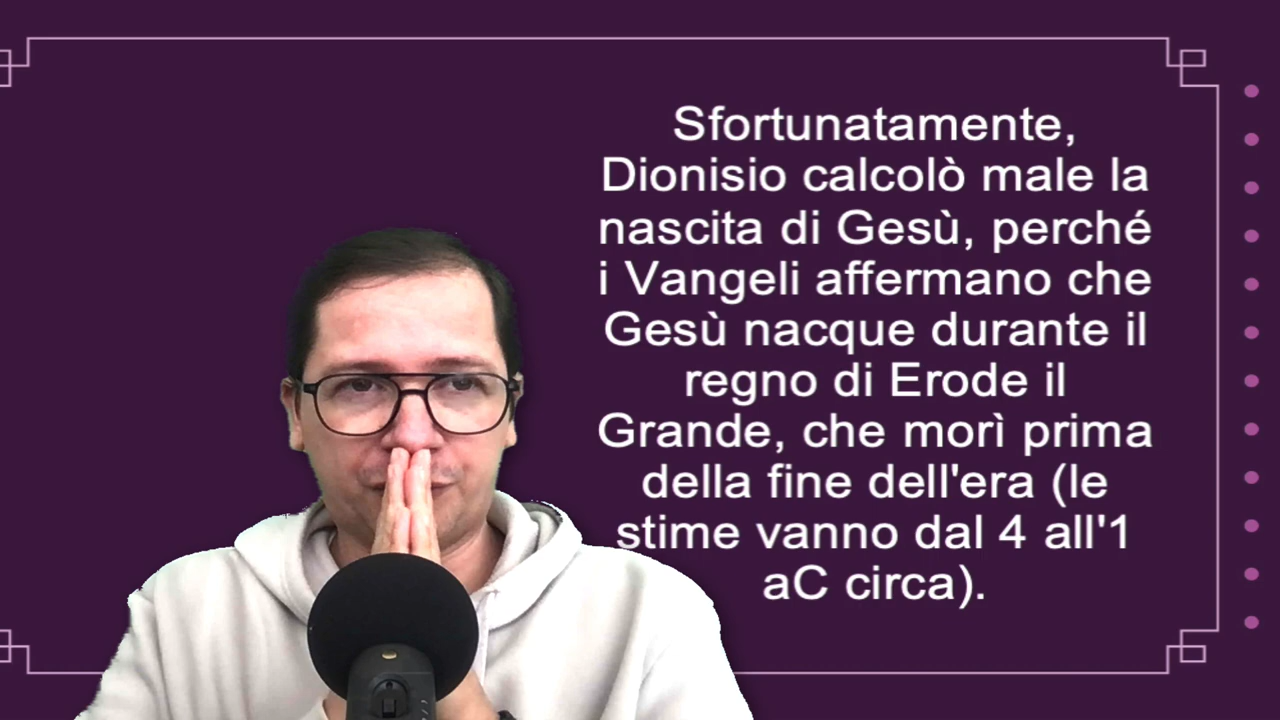 Sfortunatamente,
Dionisio calcolò male la
nascita di Gesù, perché
i Vangeli affermano che
Gesù nacque durante il
regno di Erode il
Grande, che morì prima
della fine dell'era (le
stime vanno dal 4 all'1
aC circa).